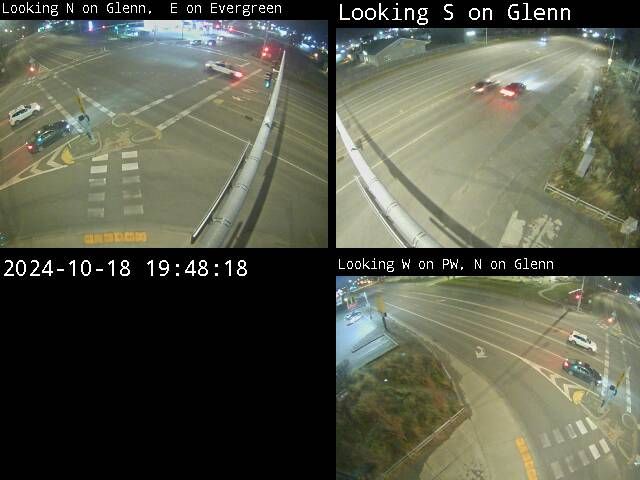 Looking N on Glenn,  E on Evergreen
Looking S on Glenn
2024-10-18 19:48:18
Looking W on PW, N on Glenn